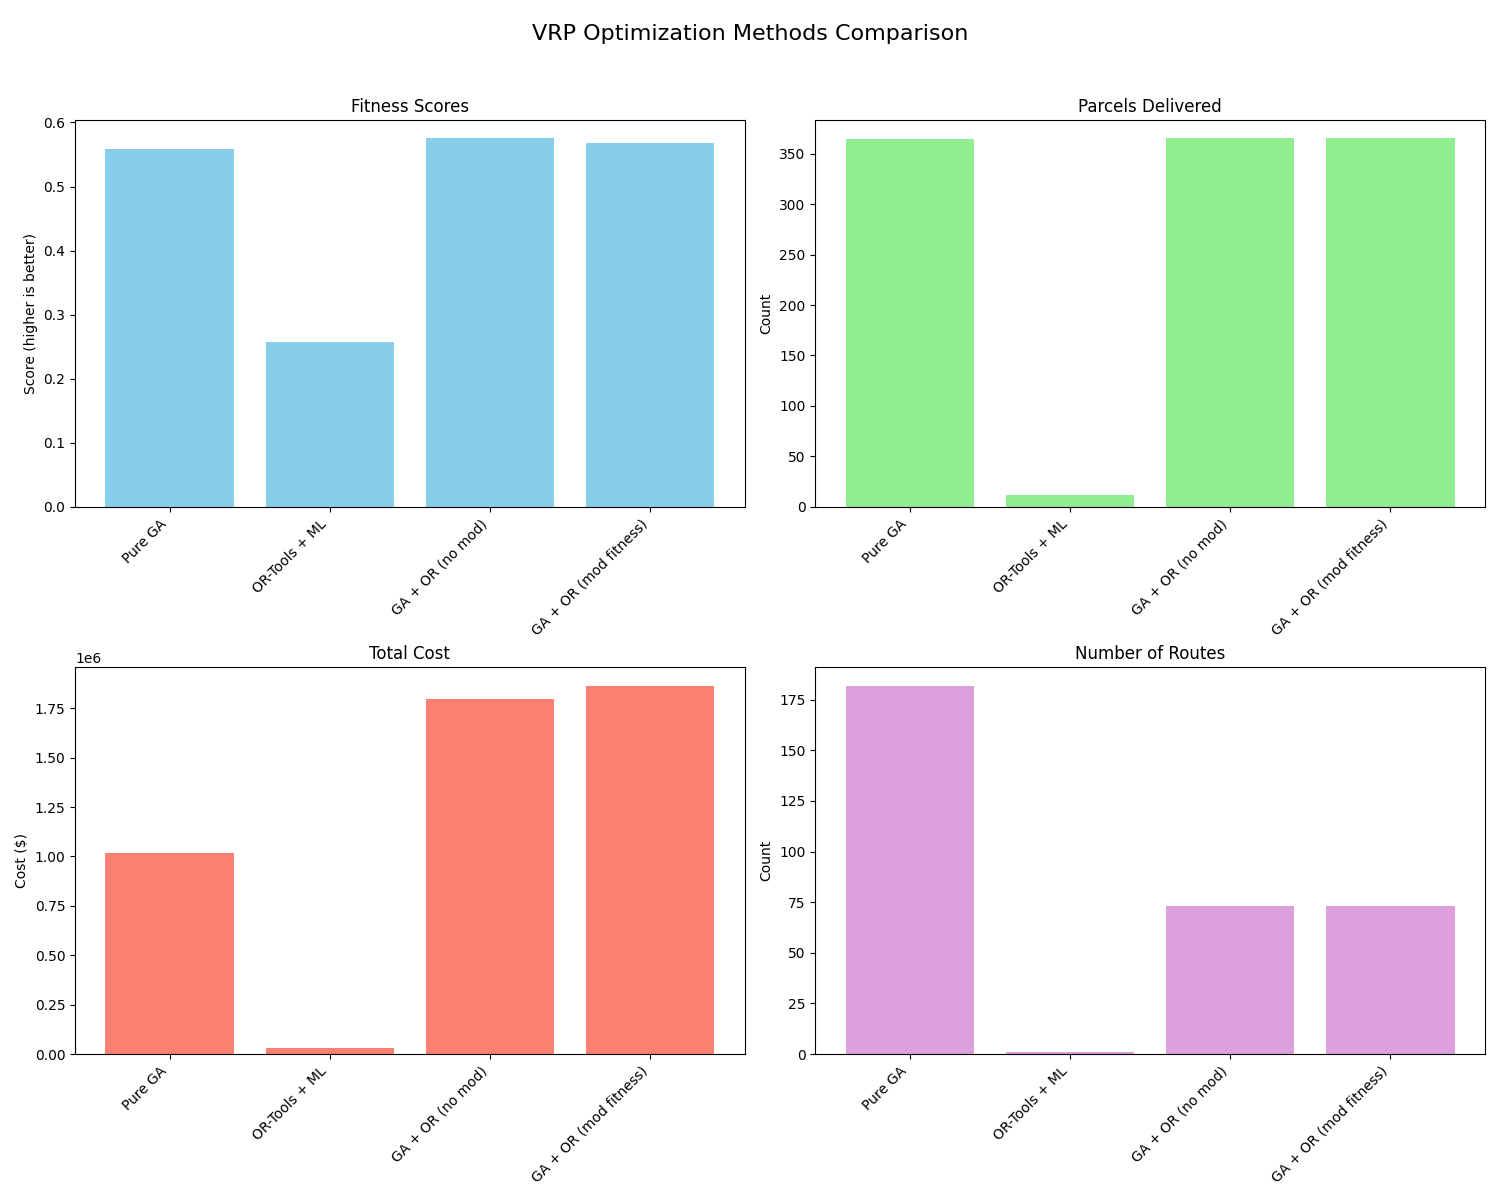 VRP Optimization Methods Comparison
Fitness Scores
Score (higher is better)
0.6
0.5
0.4
0.3
0.2
0.1
0.0
Pure GA
OR-Tools + ML
GA + OR (no mod)
GA + OR (mod fitness)
Parcels Delivered
Count
350
300
250
200
150
100
50
0
Pure GA
OR-Tools + ML
GA + OR (no mod)
GA + OR (mod fitness)
Total Cost
1e6
Cost ($)
1.75
1.50
1.25
1.00
0.75
0.50
0.25
0.00
Pure GA
OR-Tools + ML
GA + OR (no mod)
GA + OR (mod fitness)
Number of Routes
Count
175
150
125
100
75
50
25
0
Pure GA
OR-Tools + ML
GA + OR (no mod)
GA + OR (mod fitness)